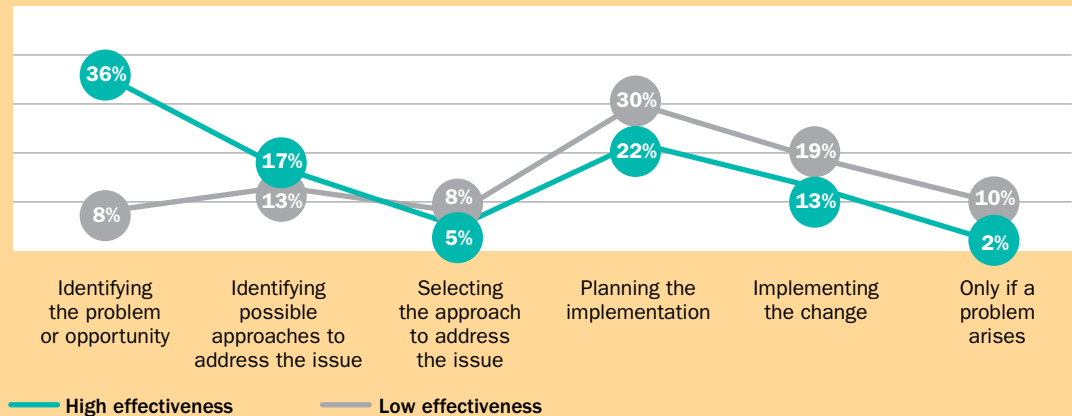 36%
17%
5%
22%
13%
2%
8%
13%
8%
30%
19%
10%
Identifying
the problem
or opportunity
Identifying
possible
approaches to
address the issue
Selecting
the approach
to address
the issue
Planning the
implementation
Implementing
the change
Only if a
problem
arises
High effectiveness
Low effectiveness